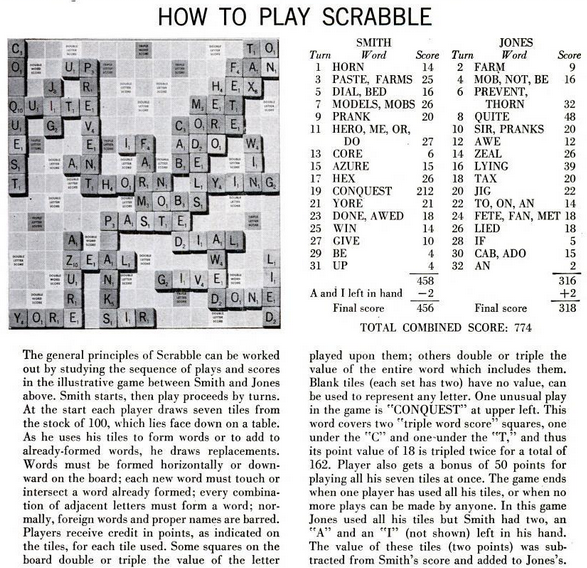 HOW TO PLAY SCRABBLE
SMITH JONES
Turn Word Score Turn Word Score
1 HORN 14 2 FARM 9
3 PASTE, FARMS 25 4 MOB, NOT, BE 16
5 DIAL, BED 16 6 PREVENT,
7 MODELS, MOBS 26 THORN 32
9 PRANK 20 8 QUITE 48
11 HERO, ME, OR, 10 SIR, PRANKS 20
DO 27 12 AWE 12
13 CORE 6 14 ZEAL 26
15 AZURE 15 16 LYING 39
17 HEX 26 18 TAX 20
19 CONQUEST 212 20 JIG 22
21 YORE 21 22 TO, ON, AN 14
23 DONE, AWED 18 24 FETE, FAN, MET 18
25 WIN 14 26 LIED 18
27 GIVE 10 28 IF 5
29 BE 4 30 CAB, ADO 15
31 UP 4 32 AN 2
458 316
A and I left in hand −2 +2
Final score 456 Final score 318
TOTAL COMBINED SCORE: 774
The general principles of Scrabble can be worked
out by studying the sequence of plays and scores
in the illustrative game between Smith and Jones
above. Smith starts, then play proceeds by turns.
At the start each player draws seven tiles from
the stock of 100, which lies face down on a table.
As he uses his tiles to form words or to add to
already-formed words, he draws replacements.
Words must be formed horizontally or down-
ward on the board; each new word must touch or
intersect a word already formed; every combina-
tion of adjacent letters must form a word; nor-
mally, foreign words and proper names are barred.
Players receive credit in points, as indicated on
the tiles, for each tile used. Some squares on the
board double or triple the value of the letter
played upon them; others double or triple the
value of the entire word which includes them.
Blank tiles (each set has two) have no value, can
be used to represent any letter. One unusual play
in the game is "CONQUEST" at upper left. This
word covers two "triple word score" squares, one
under the "C" and one under the "T," and thus
its point value of 18 is tripled twice for a total of
162. Player also gets a bonus of 50 points for
playing all his seven tiles at once. The game ends
when one player has used all his tiles, or when no
more plays can be made by anyone. In this game
Jones used all his tiles but Smith had two, an
"A" and an "I" (not shown) left in his hand.
The value of these tiles (two points) was sub-
tracted from Smith's score and added to Jones's.